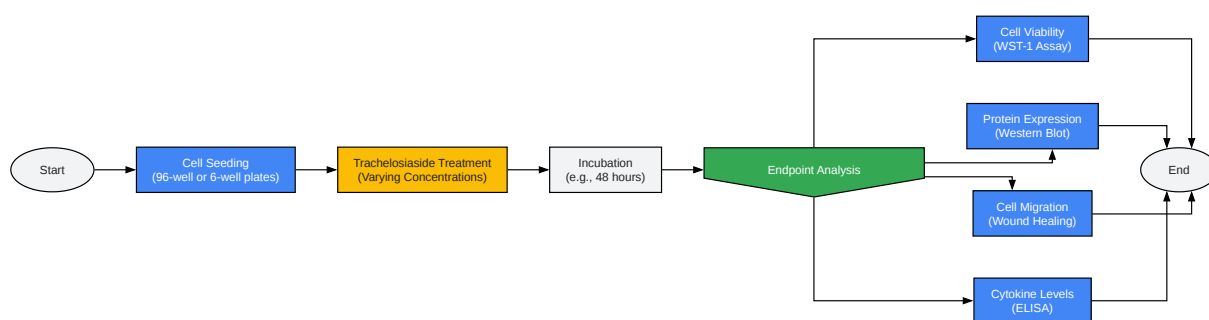 Start
Cell Seeding
(96-well or 6-well plates)
Trachelosiaside Treatment
(Varying Concentrations)
Incubation
(e.g., 48 hours)
Endpoint Analysis
Cell Viability
(WST-1 Assay)
Protein Expression
(Western Blot)
Cell Migration
(Wound Healing)
Cytokine Levels
(ELISA)
End